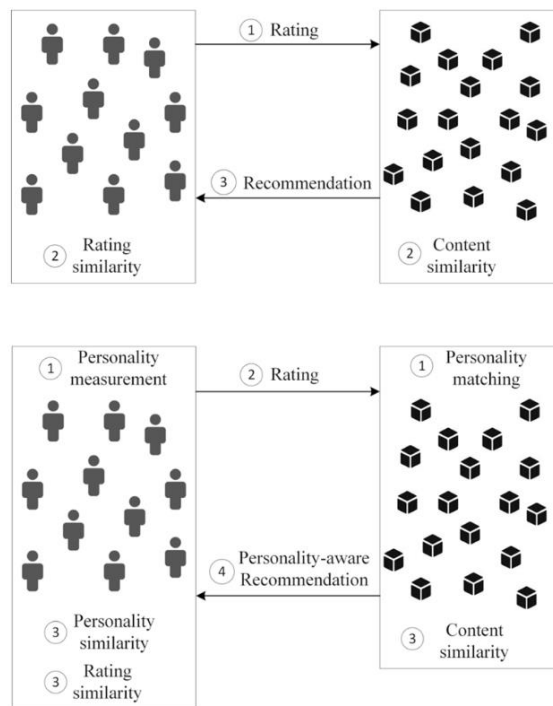 ① Rating
③ Recommendation
② Rating
similarity
② Content
similarity
① Personality
measurement
② Rating
① Personality
matching
④ Personality-aware
Recommendation
③ Personality
similarity
③ Rating
similarity
③ Content
similarity